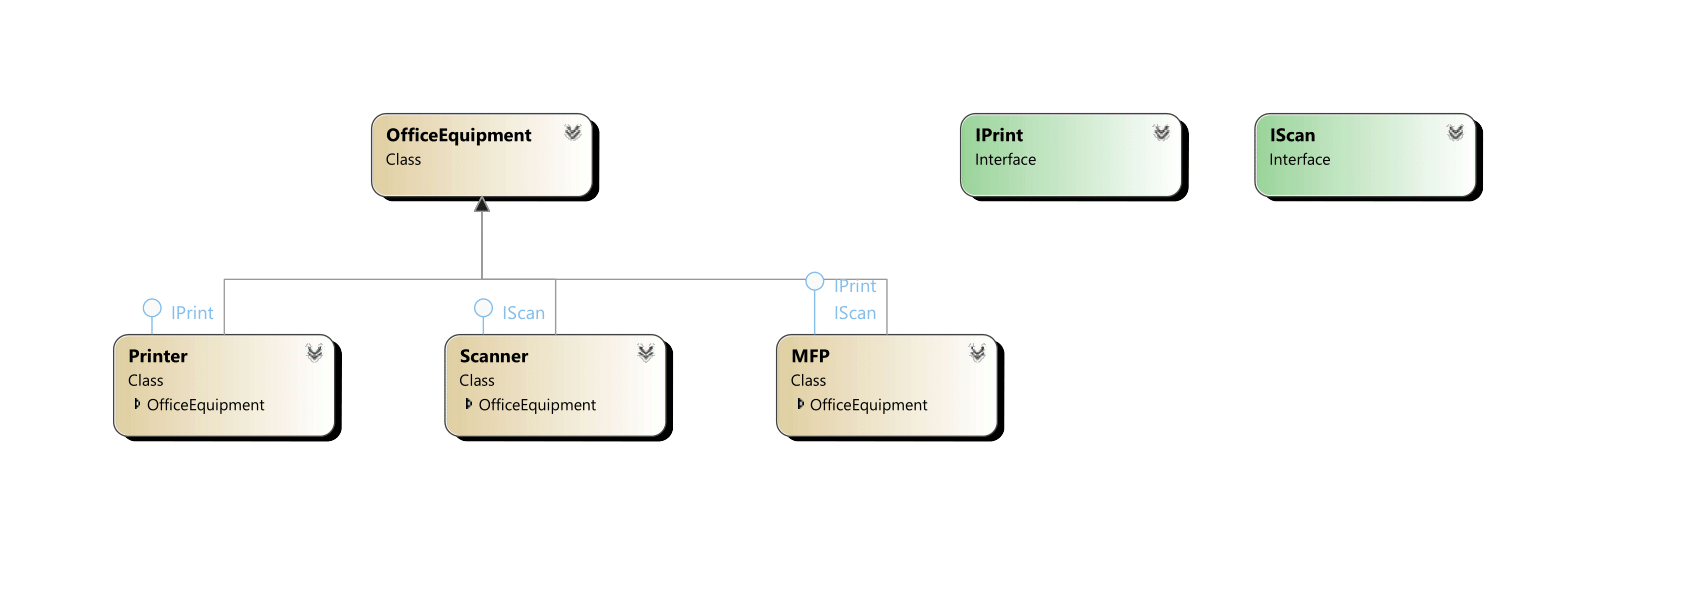 OfficeEquipment
Class
IPrint
Interface
IScan
Interface
IPrint
IScan
IPrint
IScan
Printer
Class
OfficeEquipment
Scanner
Class
OfficeEquipment
MFP
Class
OfficeEquipment